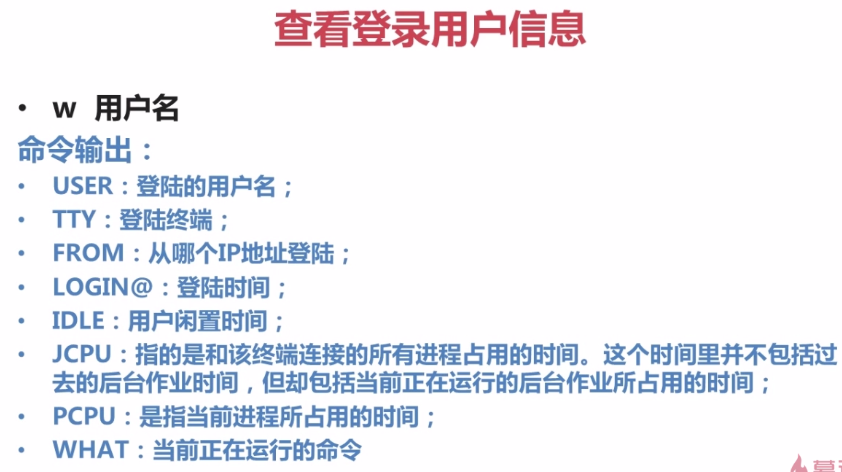 查看登录用户信息
• w 用户名
命令输出：
• USER：登陆的用户名；
• TTY：登陆终端；
• FROM：从哪个IP地址登陆；
• LOGIN@：登陆时间；
• IDLE：用户闲置时间；
• JCPU：指的是和该终端连接的所有进程占用的时间。这个时间里并不包括过
去的后台作业时间，但却包括当前正在运行的后台作业所占用的时间；
• PCPU：是指当前进程所占用的时间；
• WHAT：当前正在运行的命令